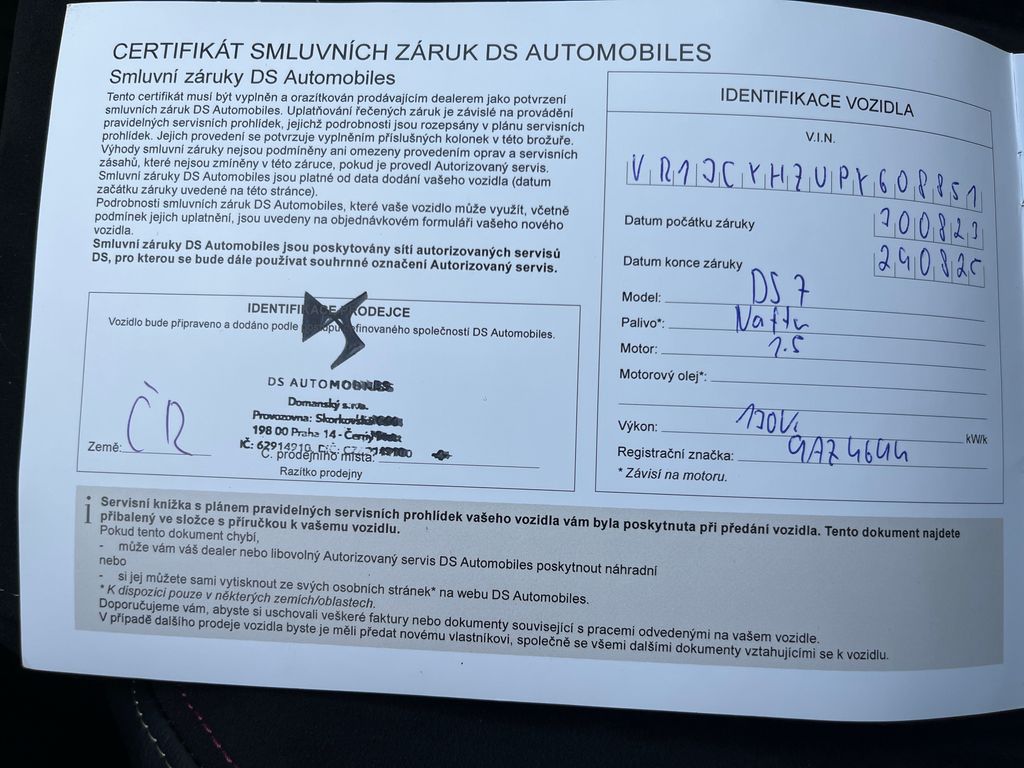 CERTIFIKÁT SMLUVNÍCH ZÁRUK DS AUTOMOBILES
Smluvní záruky DS Automobiles
Tento certifikát musí být vyplněn a orazítkován prodávajícím dealerem jako potvrzení
smluvních záruk DS Automobiles. Uplatňování řečených záruk je závislé na provádění
pravidelných servisních prohlídek, jejichž podrobnosti jsou rozepsány v plánu servisních
prohlídek. Jejich provedení se potvrzuje vyplněním příslušných kolonek v této brožuře.
Výhody smluvní záruky nejsou podmíněny ani omezeny provedením oprav a servisních
zásahů, které nejsou zmíněny v této záruce, pokud je provedl Autorizovaný servis.
Smluvní záruky DS Automobiles jsou platné od data dodání vašeho vozidla (datum
začátku záruky uvedené na této stránce).
Podrobnosti smluvních záruk DS Automobiles, které vaše vozidlo může využít, včetně
podmínek jejich uplatnění, jsou uvedeny na objednávkovém formuláři vašeho nového
vozidla.
Smluvní záruky DS Automobiles jsou poskytovány sítí autorizovaných servisů
DS, pro kterou se bude dále používat souhrnné označení Autorizovaný servis.
IDENTIFIKACE PRODEJCE
Vozidlo bude připraveno a dodáno podle postupu definovaného společností DS Automobiles.
DS AUTOMOBILES
Domanský s.r.o.
Provozovna: Skorkovská
198 00 Praha 14 - Černý Most
IČ: 62914910
Země: ČR
Č. prodejního místa:
Razítko prodejny
IDENTIFIKACE VOZIDLA
V.I.N.
VR1JCYHZUPY608851
Datum počátku záruky 300823
Datum konce záruky 290825
Model: DS 7
Palivo*: Nafta
Motor: 1.5
Motorový olej*:
Výkon: 130k kW/k
Registrační značka: 9AZ4644
* Závisí na motoru.
i Servisní knížka s plánem pravidelných servisních prohlídek vašeho vozidla vám byla poskytnuta při předání vozidla. Tento dokument najdete
přibalený ve složce s příručkou k vašemu vozidlu.
Pokud tento dokument chybí,
- může vám váš dealer nebo libovolný Autorizovaný servis DS Automobiles poskytnout náhradní
nebo
- si jej můžete sami vytisknout ze svých osobních stránek* na webu DS Automobiles.
* K dispozici pouze v některých zemích/oblastech.
Doporučujeme vám, abyste si uschovali veškeré faktury nebo dokumenty související s pracemi odvedenými na vašem vozidle.
V případě dalšího prodeje vozidla byste je měli předat novému vlastníkovi, společně se všemi dalšími dokumenty vztahujícími se k vozidlu.